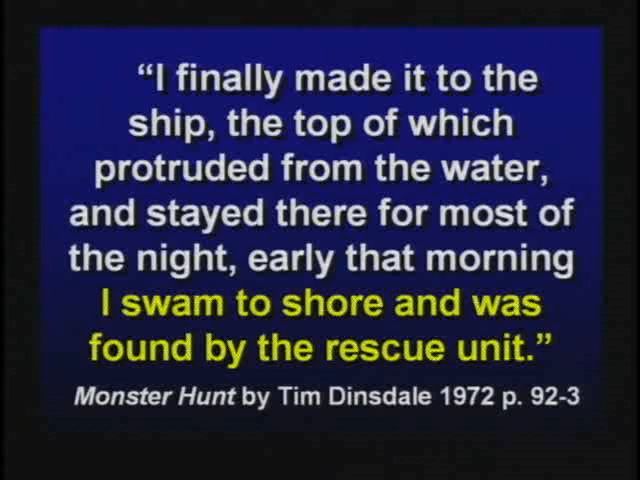 “I finally made it to the
ship, the top of which
protruded from the water,
and stayed there for most of
the night, early that morning
I swam to shore and was
found by the rescue unit.”
Monster Hunt by Tim Dinsdale 1972 p. 92-3